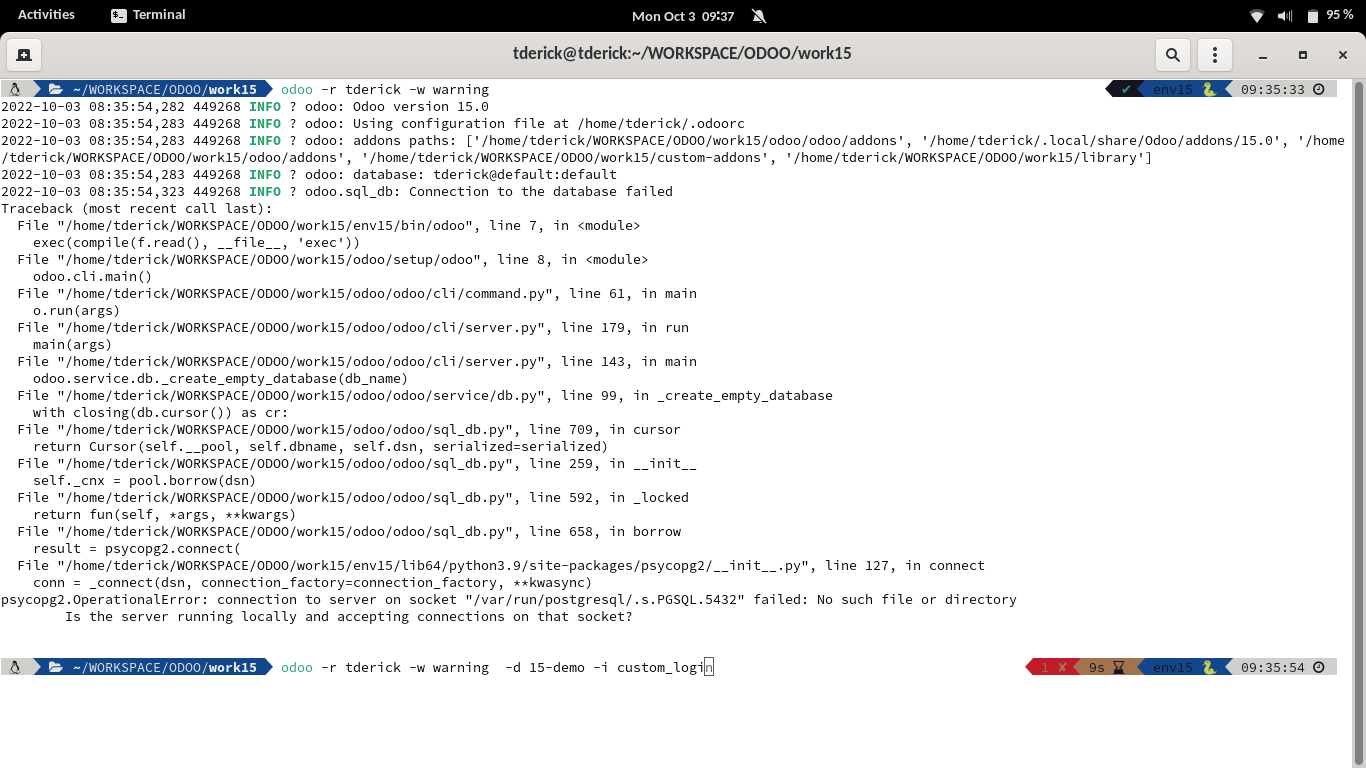 Activities Terminal Mon Oct 3 09:37 95 %
tderick@tderick:~/WORKSPACE/ODOO/work15
~/WORKSPACE/ODOO/work15 odoo -r tderick -w warning ✔ env15 09:35:33
2022-10-03 08:35:54,282 449268 INFO ? odoo: Odoo version 15.0
2022-10-03 08:35:54,283 449268 INFO ? odoo: Using configuration file at /home/tderick/.odoorc
2022-10-03 08:35:54,283 449268 INFO ? odoo: addons paths: ['/home/tderick/WORKSPACE/ODOO/work15/odoo/odoo/addons', '/home/tderick/.local/share/Odoo/addons/15.0', '/home
/tderick/WORKSPACE/ODOO/work15/odoo/addons', '/home/tderick/WORKSPACE/ODOO/work15/custom-addons', '/home/tderick/WORKSPACE/ODOO/work15/library']
2022-10-03 08:35:54,283 449268 INFO ? odoo: database: tderick@default:default
2022-10-03 08:35:54,323 449268 INFO ? odoo.sql_db: Connection to the database failed
Traceback (most recent call last):
  File "/home/tderick/WORKSPACE/ODOO/work15/env15/bin/odoo", line 7, in <module>
    exec(compile(f.read(), __file__, 'exec'))
  File "/home/tderick/WORKSPACE/ODOO/work15/odoo/setup/odoo", line 8, in <module>
    odoo.cli.main()
  File "/home/tderick/WORKSPACE/ODOO/work15/odoo/odoo/cli/command.py", line 61, in main
    o.run(args)
  File "/home/tderick/WORKSPACE/ODOO/work15/odoo/odoo/cli/server.py", line 179, in run
    main(args)
  File "/home/tderick/WORKSPACE/ODOO/work15/odoo/odoo/cli/server.py", line 143, in main
    odoo.service.db._create_empty_database(db_name)
  File "/home/tderick/WORKSPACE/ODOO/work15/odoo/odoo/service/db.py", line 99, in _create_empty_database
    with closing(db.cursor()) as cr:
  File "/home/tderick/WORKSPACE/ODOO/work15/odoo/odoo/sql_db.py", line 709, in cursor
    return Cursor(self.__pool, self.dbname, self.dsn, serialized=serialized)
  File "/home/tderick/WORKSPACE/ODOO/work15/odoo/odoo/sql_db.py", line 259, in __init__
    self._cnx = pool.borrow(dsn)
  File "/home/tderick/WORKSPACE/ODOO/work15/odoo/odoo/sql_db.py", line 592, in _locked
    return fun(self, *args, **kwargs)
  File "/home/tderick/WORKSPACE/ODOO/work15/odoo/odoo/sql_db.py", line 658, in borrow
    result = psycopg2.connect(
  File "/home/tderick/WORKSPACE/ODOO/work15/env15/lib64/python3.9/site-packages/psycopg2/__init__.py", line 127, in connect
    conn = _connect(dsn, connection_factory=connection_factory, **kwasync)
psycopg2.OperationalError: connection to server on socket "/var/run/postgresql/.s.PGSQL.5432" failed: No such file or directory
        Is the server running locally and accepting connections on that socket?
~/WORKSPACE/ODOO/work15 odoo -r tderick -w warning  -d 15-demo -i custom_login 1 ✘ 9s env15 09:35:54